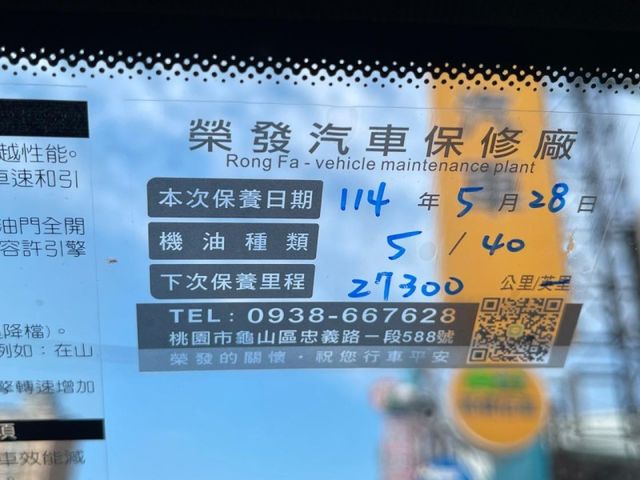 榮發汽車保修廠
Rong Fa - vehicle maintenance plant
本次保養日期 114 年 5 月 28 日
機油種類 5 / 40
下次保養里程 27300 公里/英里
TEL: 0938-667628
桃園市龜山區忠義路一段588號
榮發的關懷・祝您行車平安
越性能。
車速和引
油門全開
容許引擎
降檔)。
例如：在山
擎轉速增加
項
車效能減